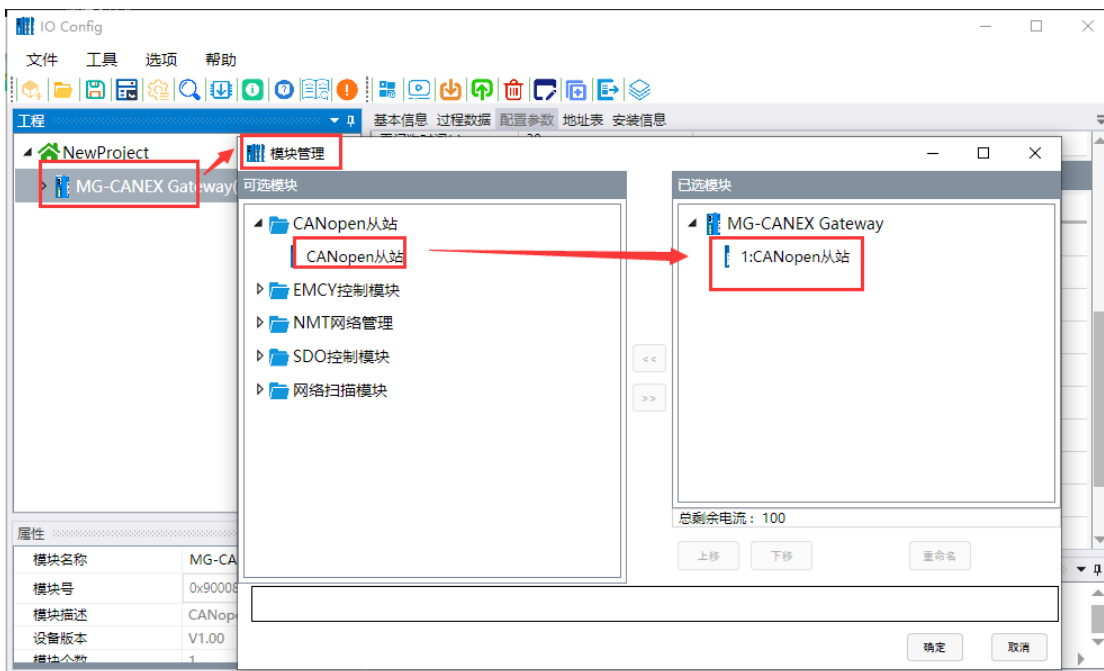 IO Config
文件 工具 选项 帮助
工程
基本信息 过程数据 配置参数 地址表 安装信息
NewProject
MG-CANEX Gateway(
模块管理
可选模块
已选模块
CANopen从站
CANopen从站
EMCY控制模块
NMT网络管理
SDO控制模块
网络扫描模块
<<
>>
MG-CANEX Gateway
1:CANopen从站
总剩余电流：100
上移 下移 重命名
属性
模块名称 MG-CA
模块号 0x90008
模块描述 CANope
设备版本 V1.00
模块个数 1
确定 取消